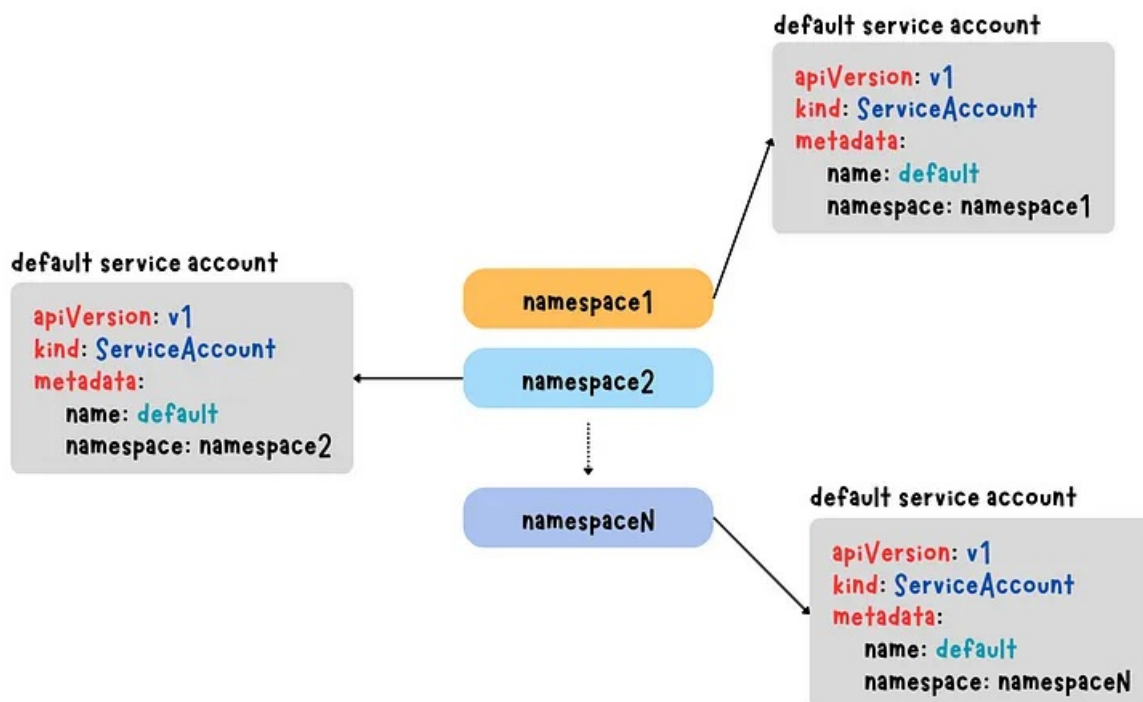 default service account
apiVersion: v1
kind: ServiceAccount
metadata:
name: default
namespace: namespace1
default service account
apiVersion: v1
kind: ServiceAccount
metadata:
name: default
namespace: namespace2
namespace1
namespace2
namespaceN
default service account
apiVersion: v1
kind: ServiceAccount
metadata:
name: default
namespace: namespaceN